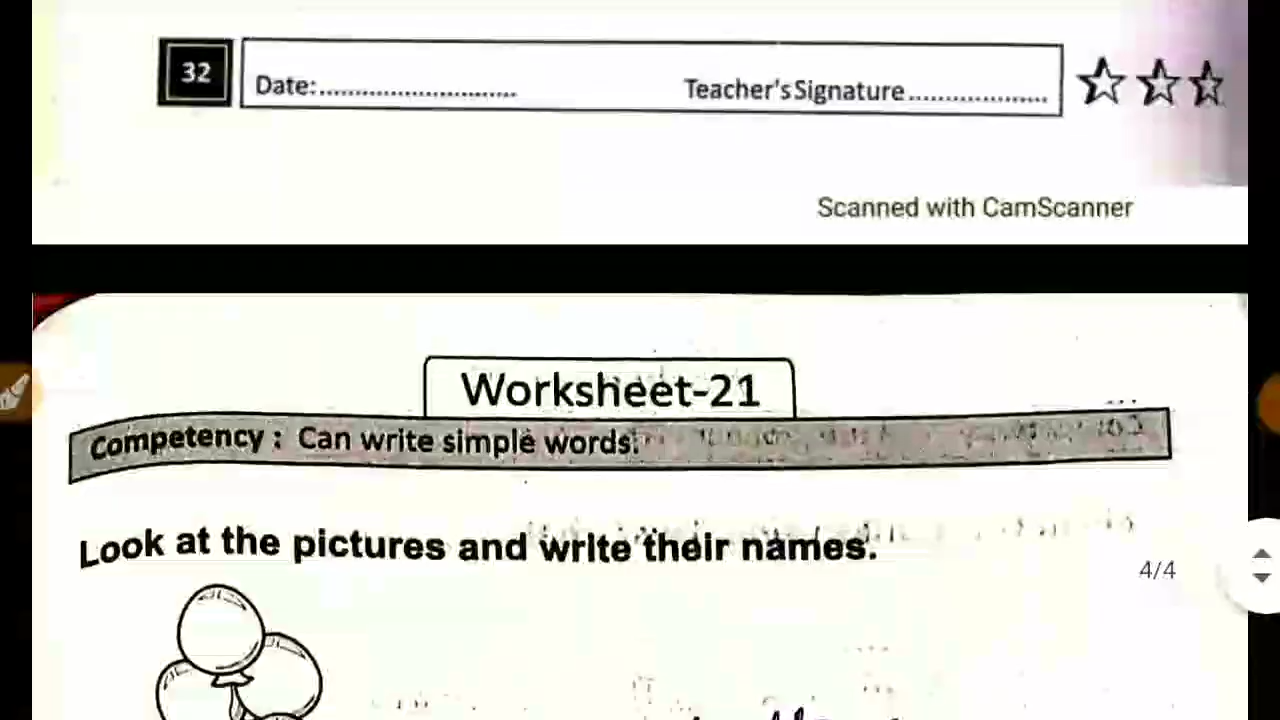 32
Date:........................... Teacher's Signature...................
Scanned with CamScanner
Worksheet-21
Competency : Can write simple words.
Look at the pictures and write their names.
4/4